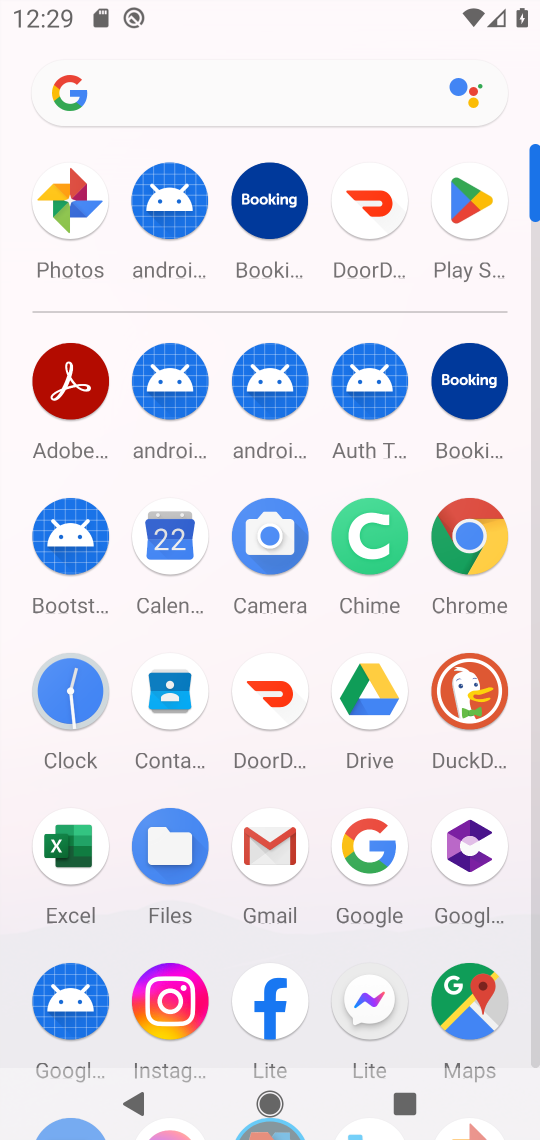 12:29
Photos androi... Booki... DoorD... Play S...
Adobe... androi... androi... Auth T... Booki...
Bootst... Calen... Camera Chime Chrome
Clock Conta... DoorD... Drive DuckD...
Excel Files Gmail Google Googl...
Googl... Instag... Lite Lite Maps